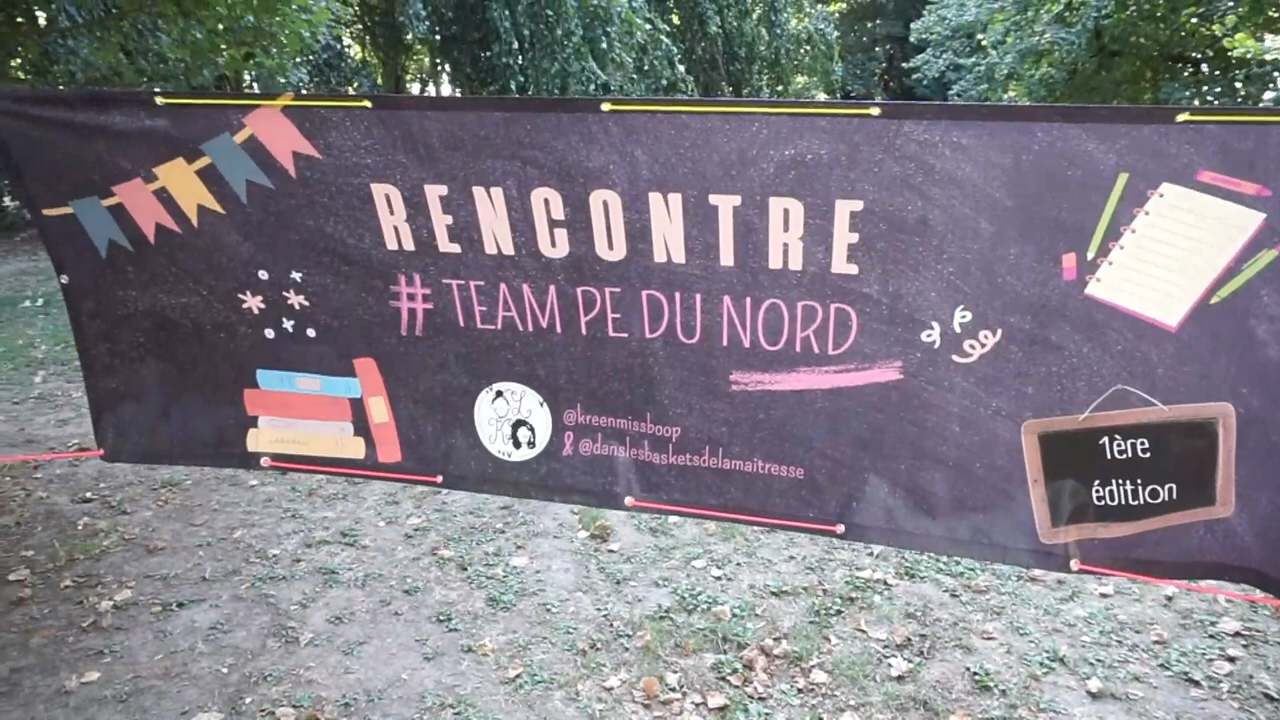 RENCONTRE
# TEAM PE DU NORD
@kreenmissboop
& @danslesbasketsdelamaitresse
1ère
édition